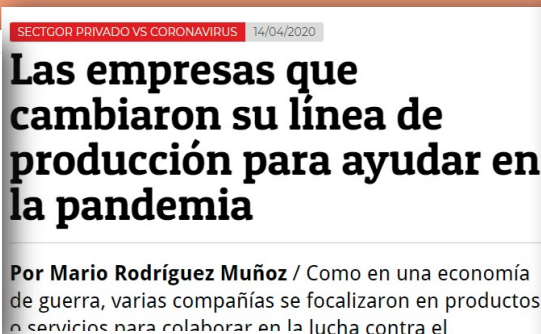 SECTGOR PRIVADO VS CORONAVIRUS 14/04/2020
Las empresas que
cambiaron su línea de
producción para ayudar en
la pandemia
Por Mario Rodríguez Muñoz / Como en una economía
de guerra, varias compañías se focalizaron en productos
o servicios para colaborar en la lucha contra el